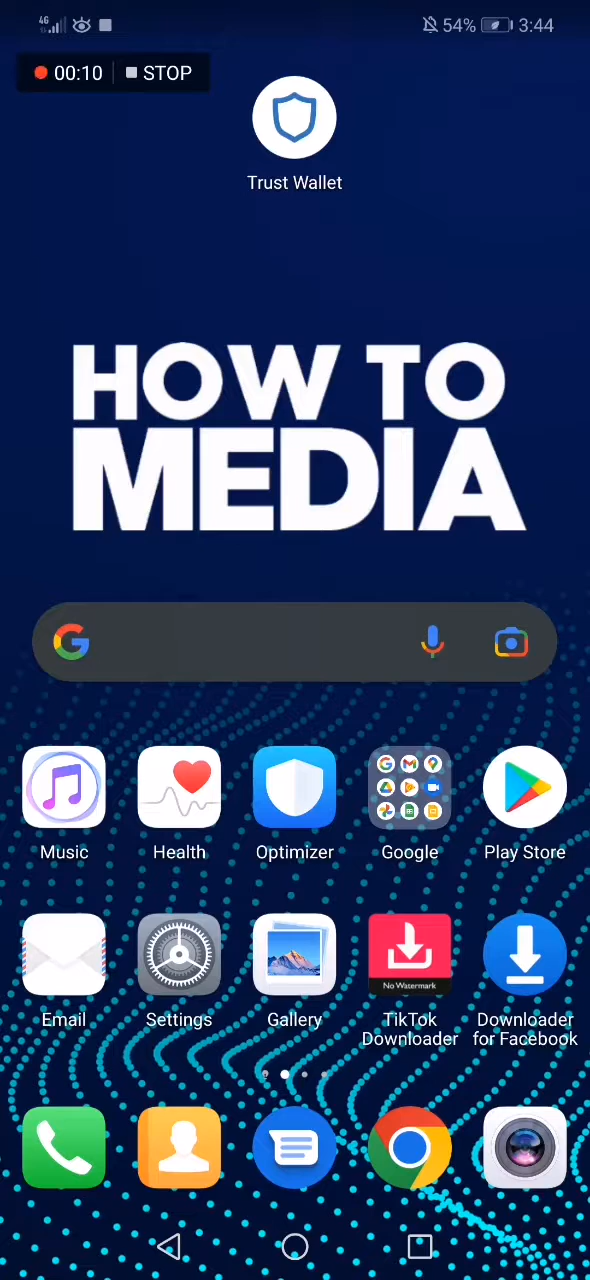 4G 54% 3:44
00:10 STOP
Trust Wallet
HOW TO
MEDIA
Music Health Optimizer Google Play Store
No Watermark
Email Settings Gallery TikTok Downloader Downloader for Facebook